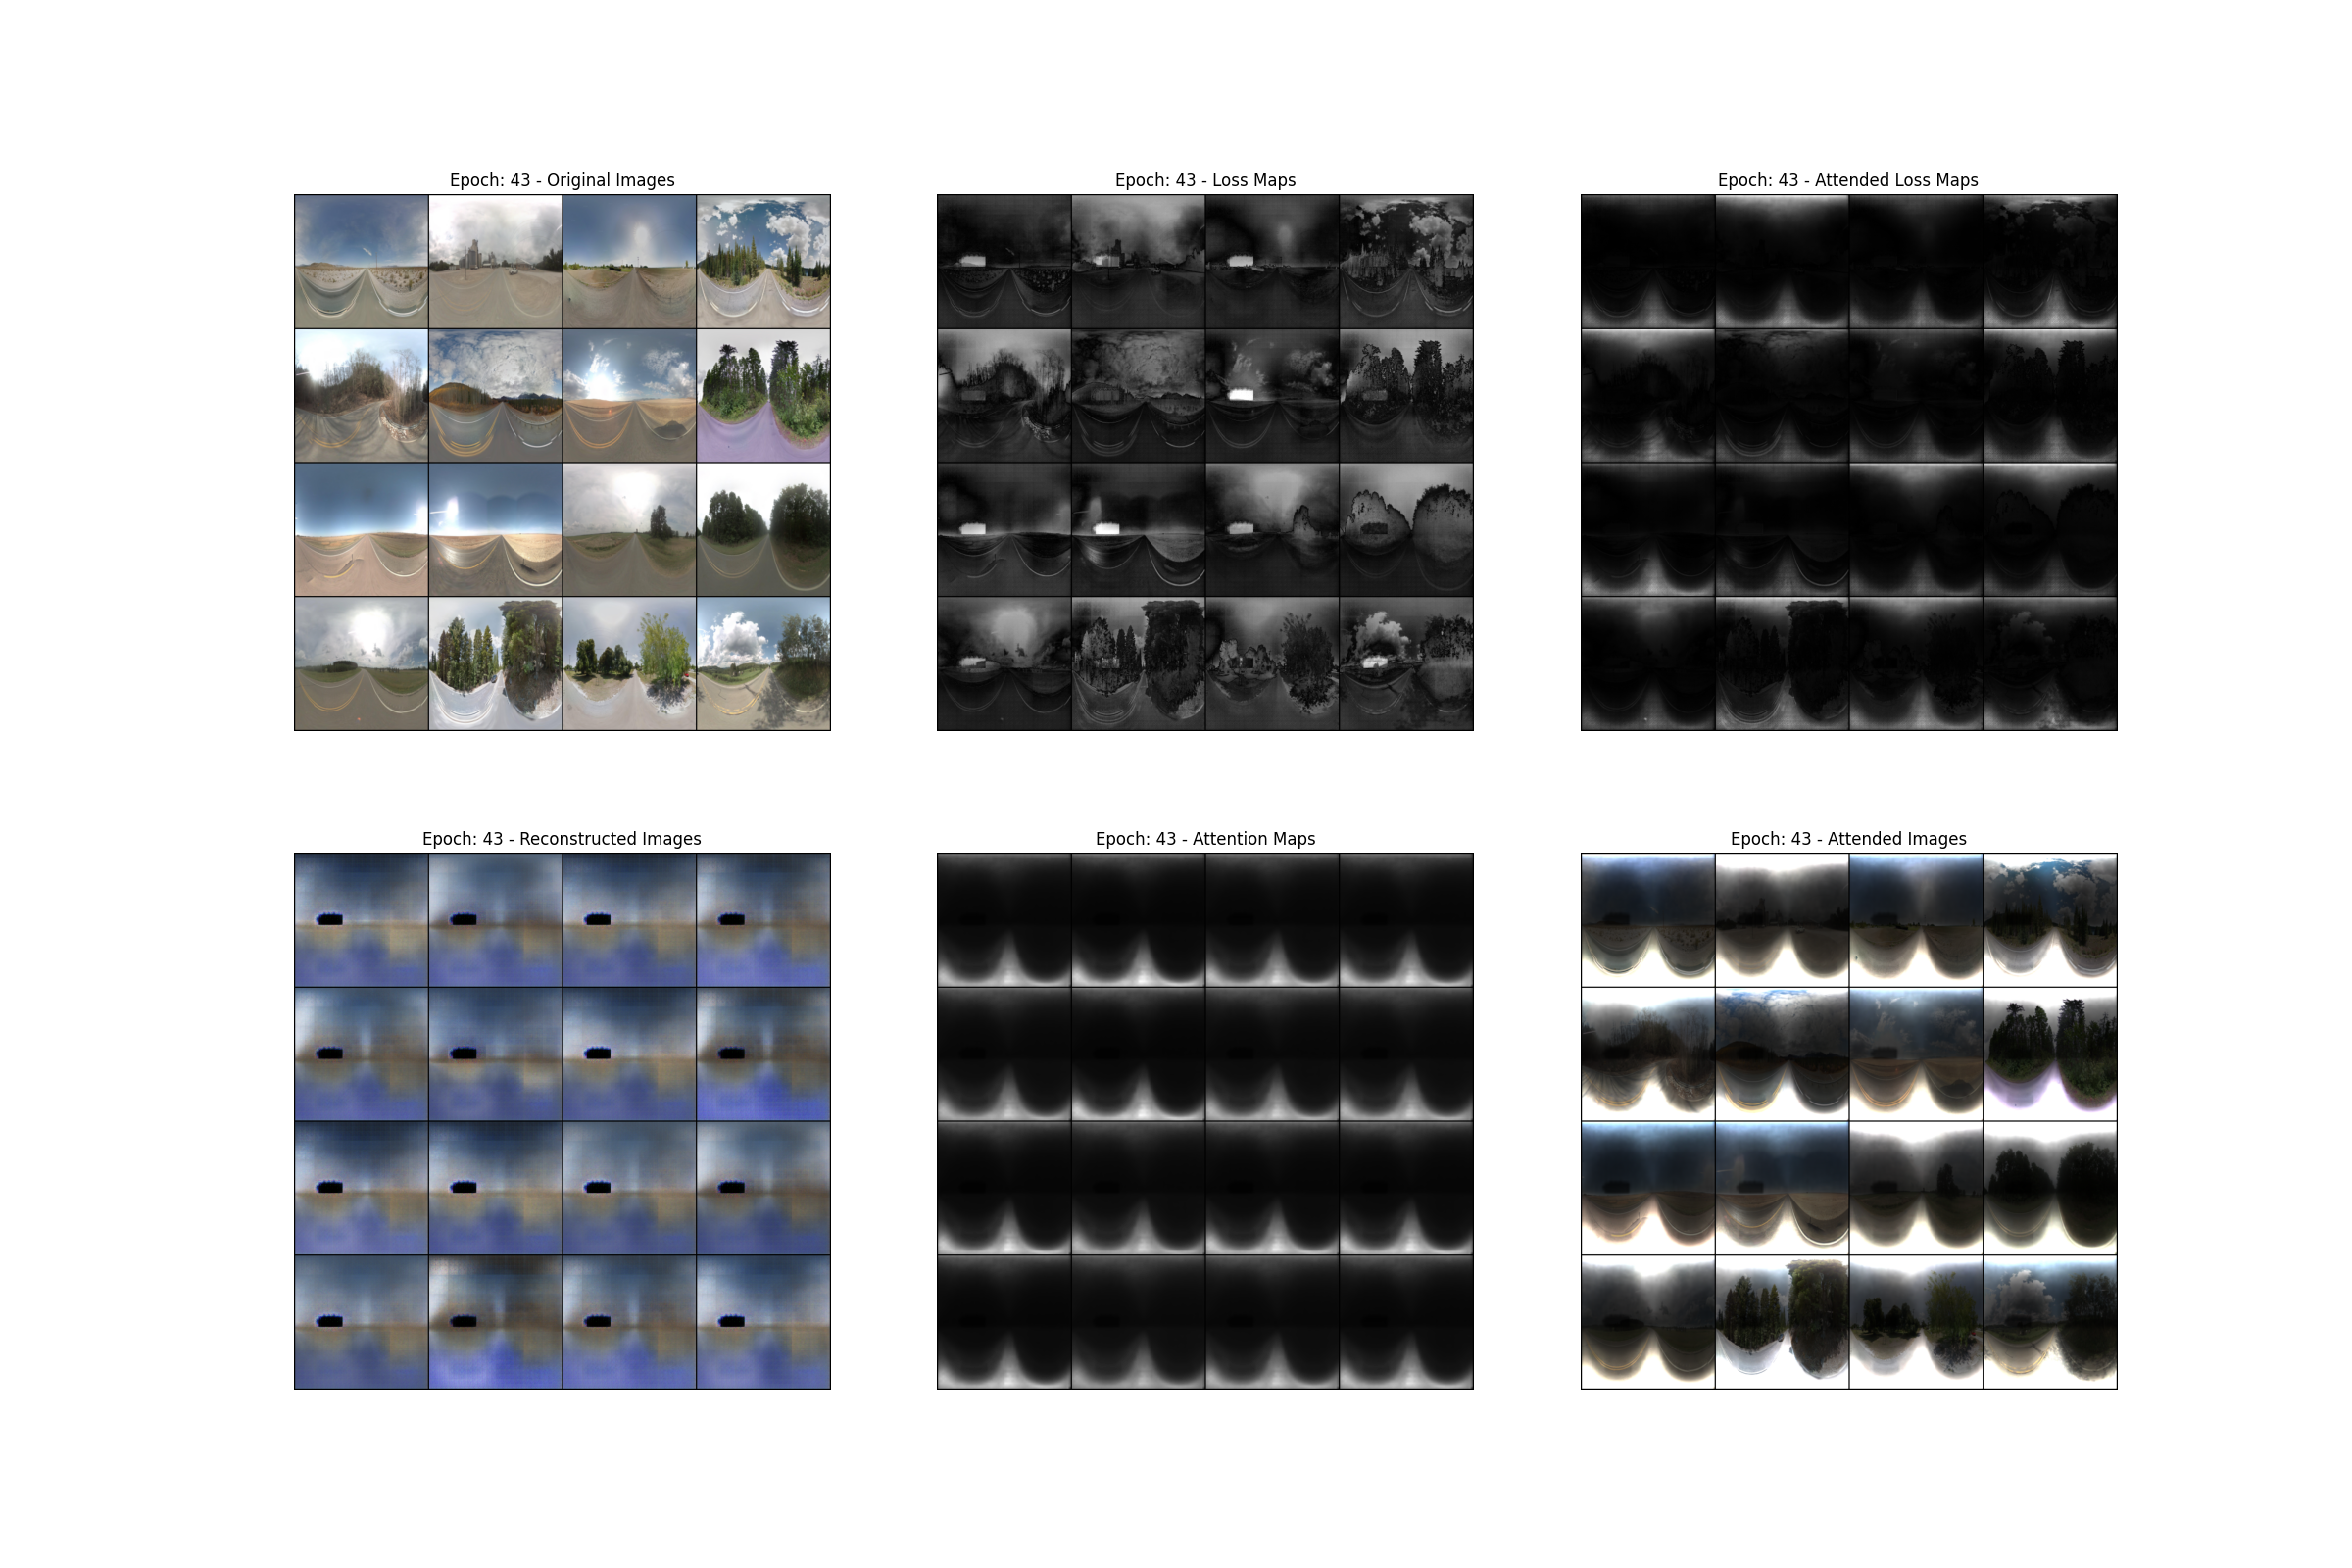 Epoch: 43 - Original Images
Epoch: 43 - Loss Maps
Epoch: 43 - Attended Loss Maps
Epoch: 43 - Reconstructed Images
Epoch: 43 - Attention Maps
Epoch: 43 - Attended Images